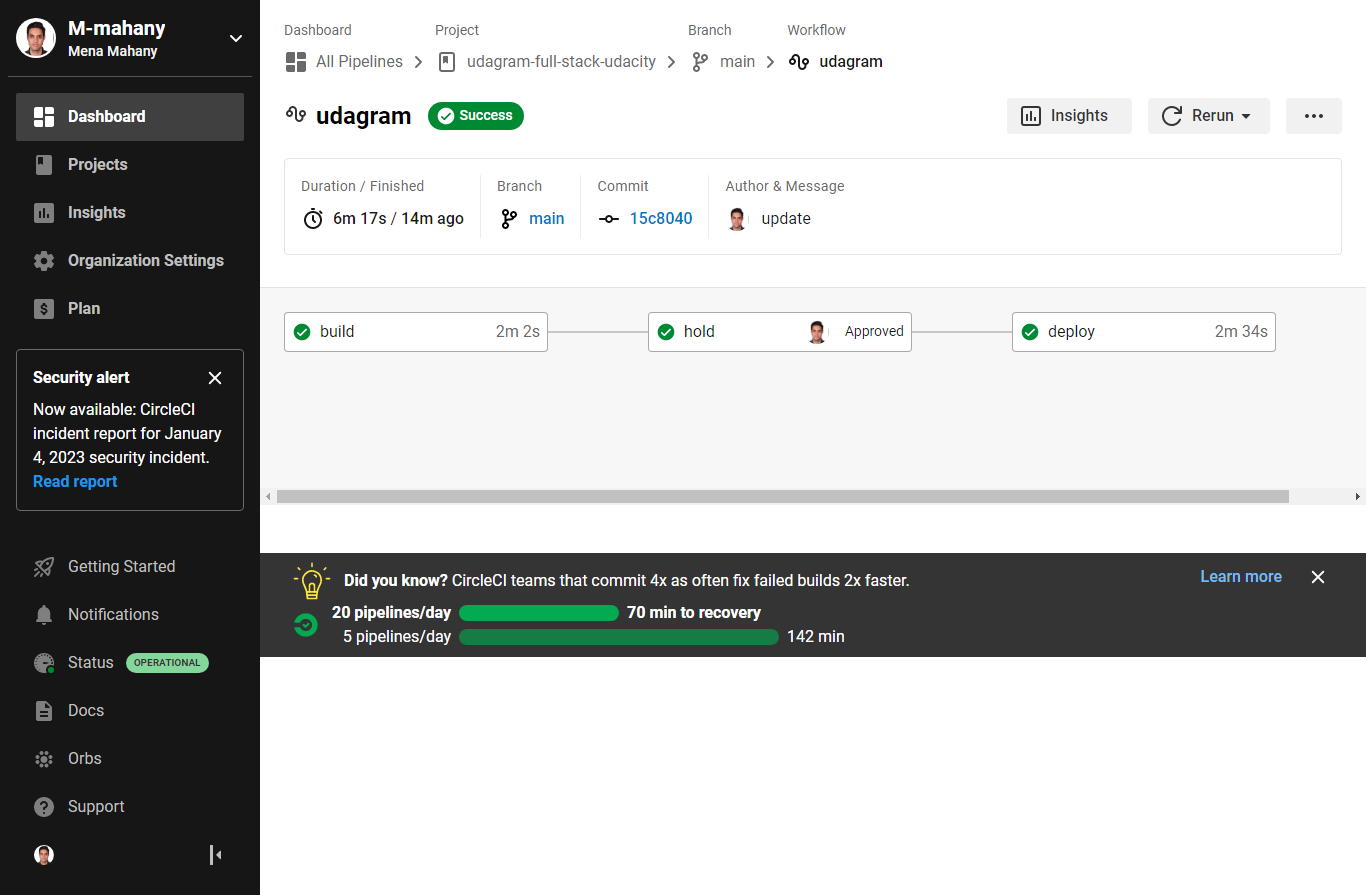 M-mahany
Mena Mahany
Dashboard
Projects
Insights
Organization Settings
Plan
Security alert
Now available: CircleCI
incident report for January
4, 2023 security incident.
Read report
Getting Started
Notifications
Status OPERATIONAL
Docs
Orbs
Support
Dashboard Project Branch Workflow
All Pipelines udagram-full-stack-udacity main udagram
udagram Success Insights Rerun
Duration / Finished Branch Commit Author & Message
6m 17s / 14m ago main 15c8040 update
build 2m 2s hold Approved deploy 2m 34s
Did you know? CircleCI teams that commit 4x as often fix failed builds 2x faster. Learn more
20 pipelines/day 70 min to recovery
5 pipelines/day 142 min